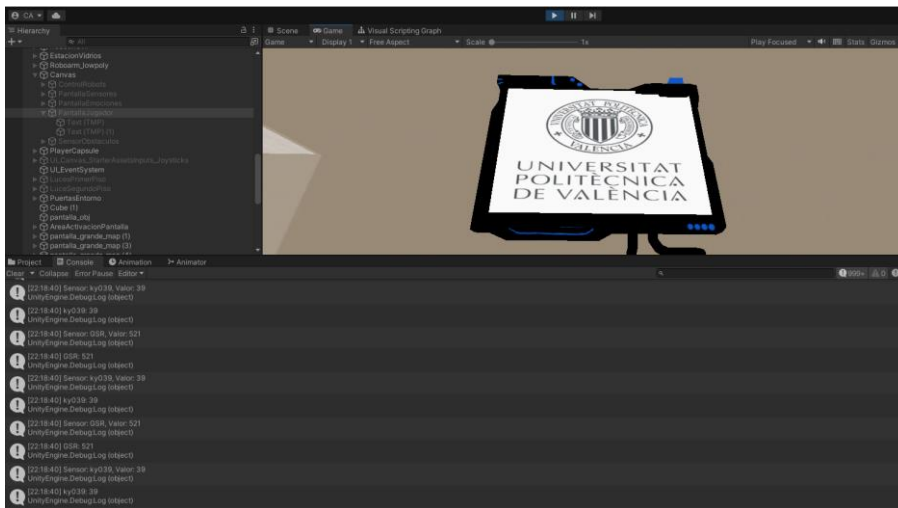 CA
Hierarchy
Scene
Game
Visual Scripting Graph
All
Game
Display 1
Free Aspect
Scale
1x
Play Focused
Stats
Gizmos
EstacionVidrios
Roboarm_lowpoly
Canvas
ControlRobots
PantallaSensores
PantallaEmociones
PantallaJugador
Text (TMP)
Text (TMP) (1)
SensorObstaculos
PlayerCapsule
UI_Canvas_StarterAssetsInputs_Joysticks
UI_EventSystem
LucesPrimerPiso
LuceSegundoPiso
PuertasEntorno
Cube (1)
pantalla_obj
AreaActivacionPantalla
pantalla_grande_map (1)
pantalla_grande_map (3)
UNIVERSITAT POLITECNICA
VALENCIA
UNIVERSITAT
POLITÈCNICA
DE VALÈNCIA
Project
Console
Animation
Animator
Clear
Collapse
Error Pause
Editor
999+
0
[22:18:40] Sensor: ky039, Valor: 39
UnityEngine.Debug:Log (object)
[22:18:40] ky039: 39
UnityEngine.Debug:Log (object)
[22:18:40] Sensor: GSR, Valor: 521
UnityEngine.Debug:Log (object)
[22:18:40] GSR: 521
UnityEngine.Debug:Log (object)
[22:18:40] Sensor: ky039, Valor: 39
UnityEngine.Debug:Log (object)
[22:18:40] ky039: 39
UnityEngine.Debug:Log (object)
[22:18:40] Sensor: GSR, Valor: 521
UnityEngine.Debug:Log (object)
[22:18:40] GSR: 521
UnityEngine.Debug:Log (object)
[22:18:40] Sensor: ky039, Valor: 39
UnityEngine.Debug:Log (object)
[22:18:40] ky039: 39
UnityEngine.Debug:Log (object)